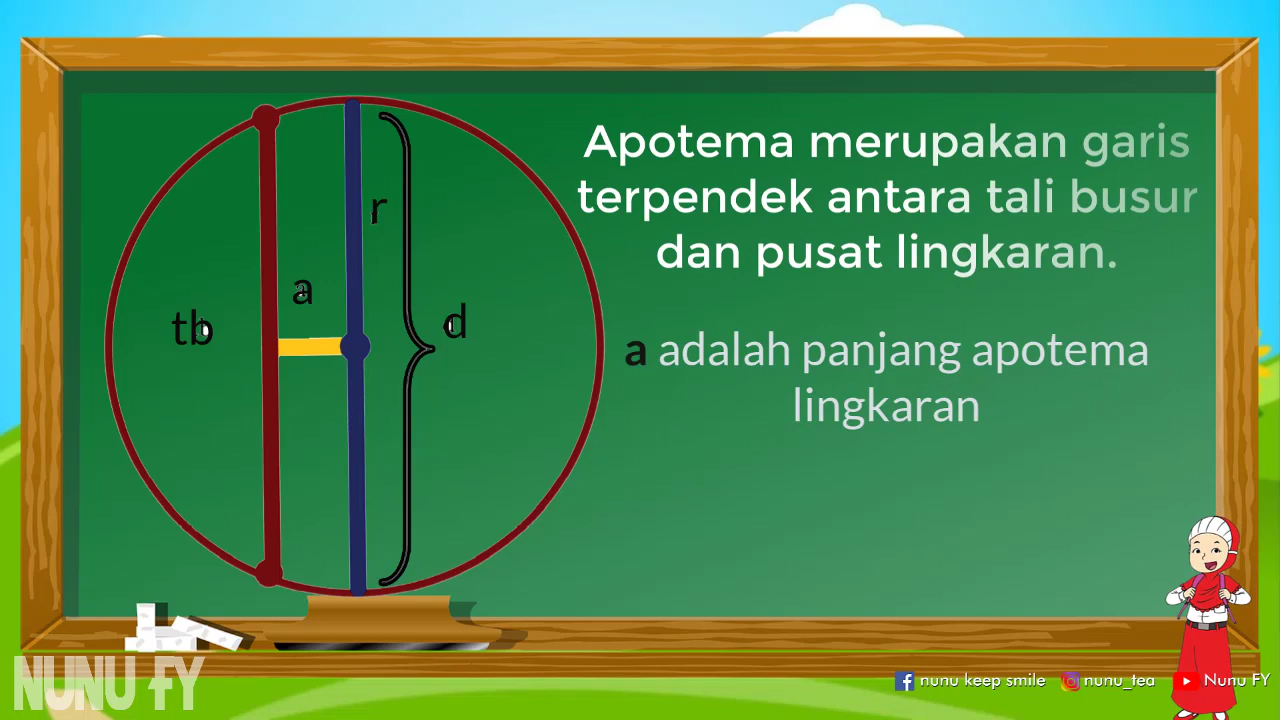 Apotema merupakan garis
terpendek antara tali busur
dan pusat lingkaran.
r
a
tb
d
a adalah panjang apotema
lingkaran
NUNU FY
nunu keep smile
nunu_tea
Nunu FY